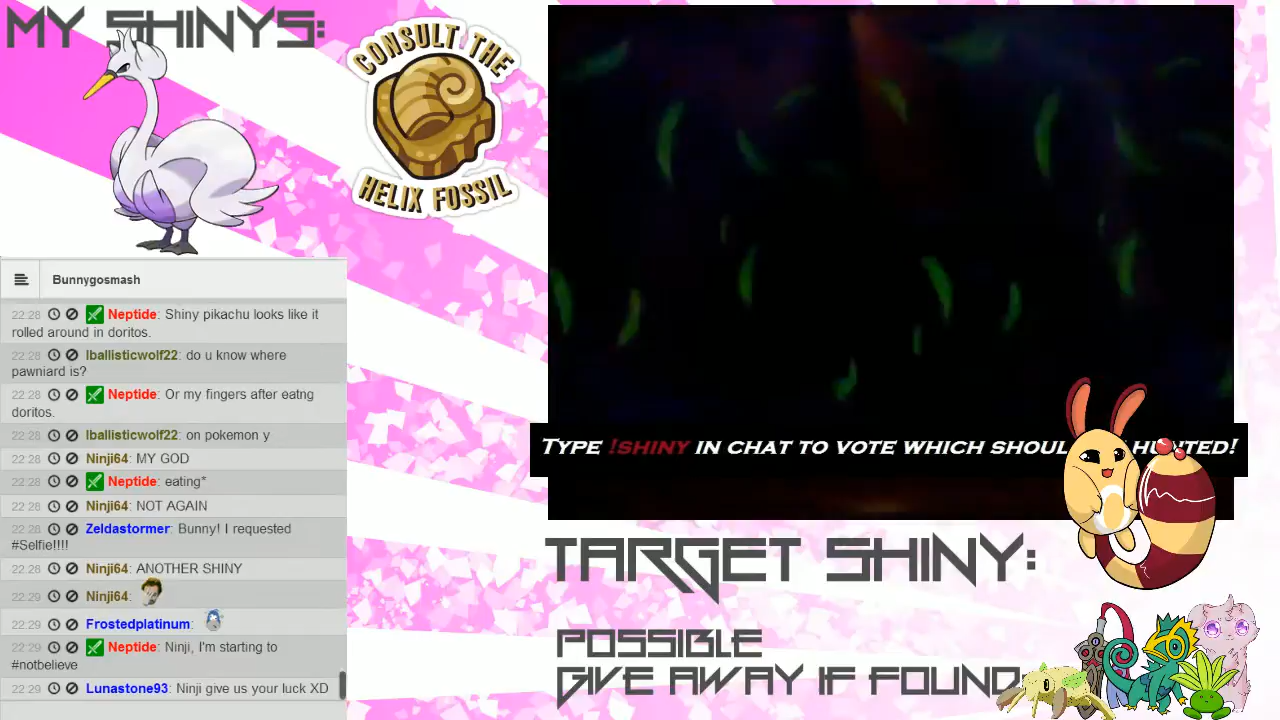 MY SHINYS:
CONSULT THE
HELIX FOSSIL
Bunnygosmash
22:28 Neptide: Shiny pikachu looks like it
rolled around in doritos.
22:28 lballisticwolf22: do u know where
pawniard is?
22:28 Neptide: Or my fingers after eatng
doritos.
22:28 lballisticwolf22: on pokemon y
22:28 Ninji64: MY GOD
22:28 Neptide: eating*
22:28 Ninji64: NOT AGAIN
22:28 Zeldastormer: Bunny! I requested
#Selfie!!!!
22:28 Ninji64: ANOTHER SHINY
22:29 Ninji64:
22:29 Frostedplatinum:
22:29 Neptide: Ninji, I'm starting to
#notbelieve
22:29 Lunastone93: Ninji give us your luck XD
TYPE !SHINY IN CHAT TO VOTE WHICH SHOUL HUNTED!
TARGET SHINY:
POSSIBLE
GIVE AWAY IF FOUND